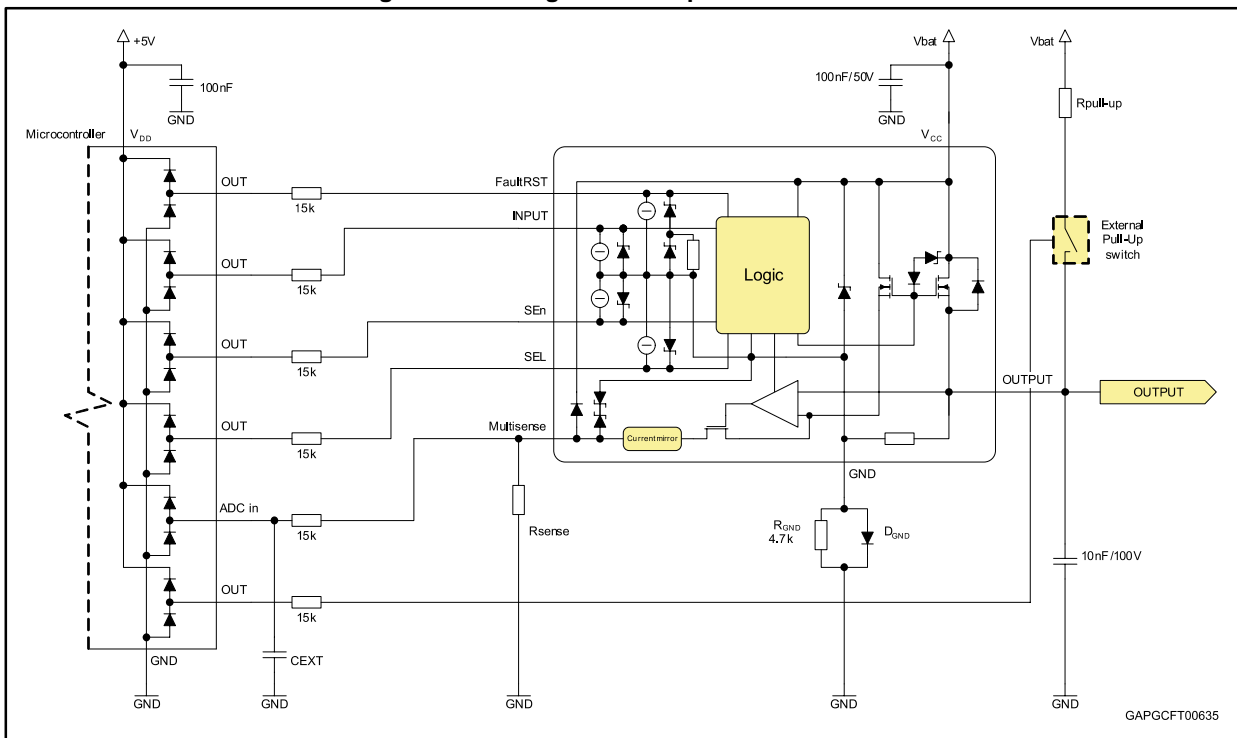 +5V
Vbat
Vbat
100nF
100nF/50V
GND
GND
Rpull-up
Microcontroller
VDD
VCC
OUT
15k
FaultRST
INPUT
OUT
15k
Logic
External
Pull-Up
switch
SEn
OUT
15k
SEL
OUTPUT
OUTPUT
OUT
15k
Multisense
Current mirror
GND
ADC in
15k
Rsense
RGND
4.7k
DGND
10nF/100V
OUT
15k
GND
CEXT
GND
GND
GND
GND
GND
GAPGCFT00635